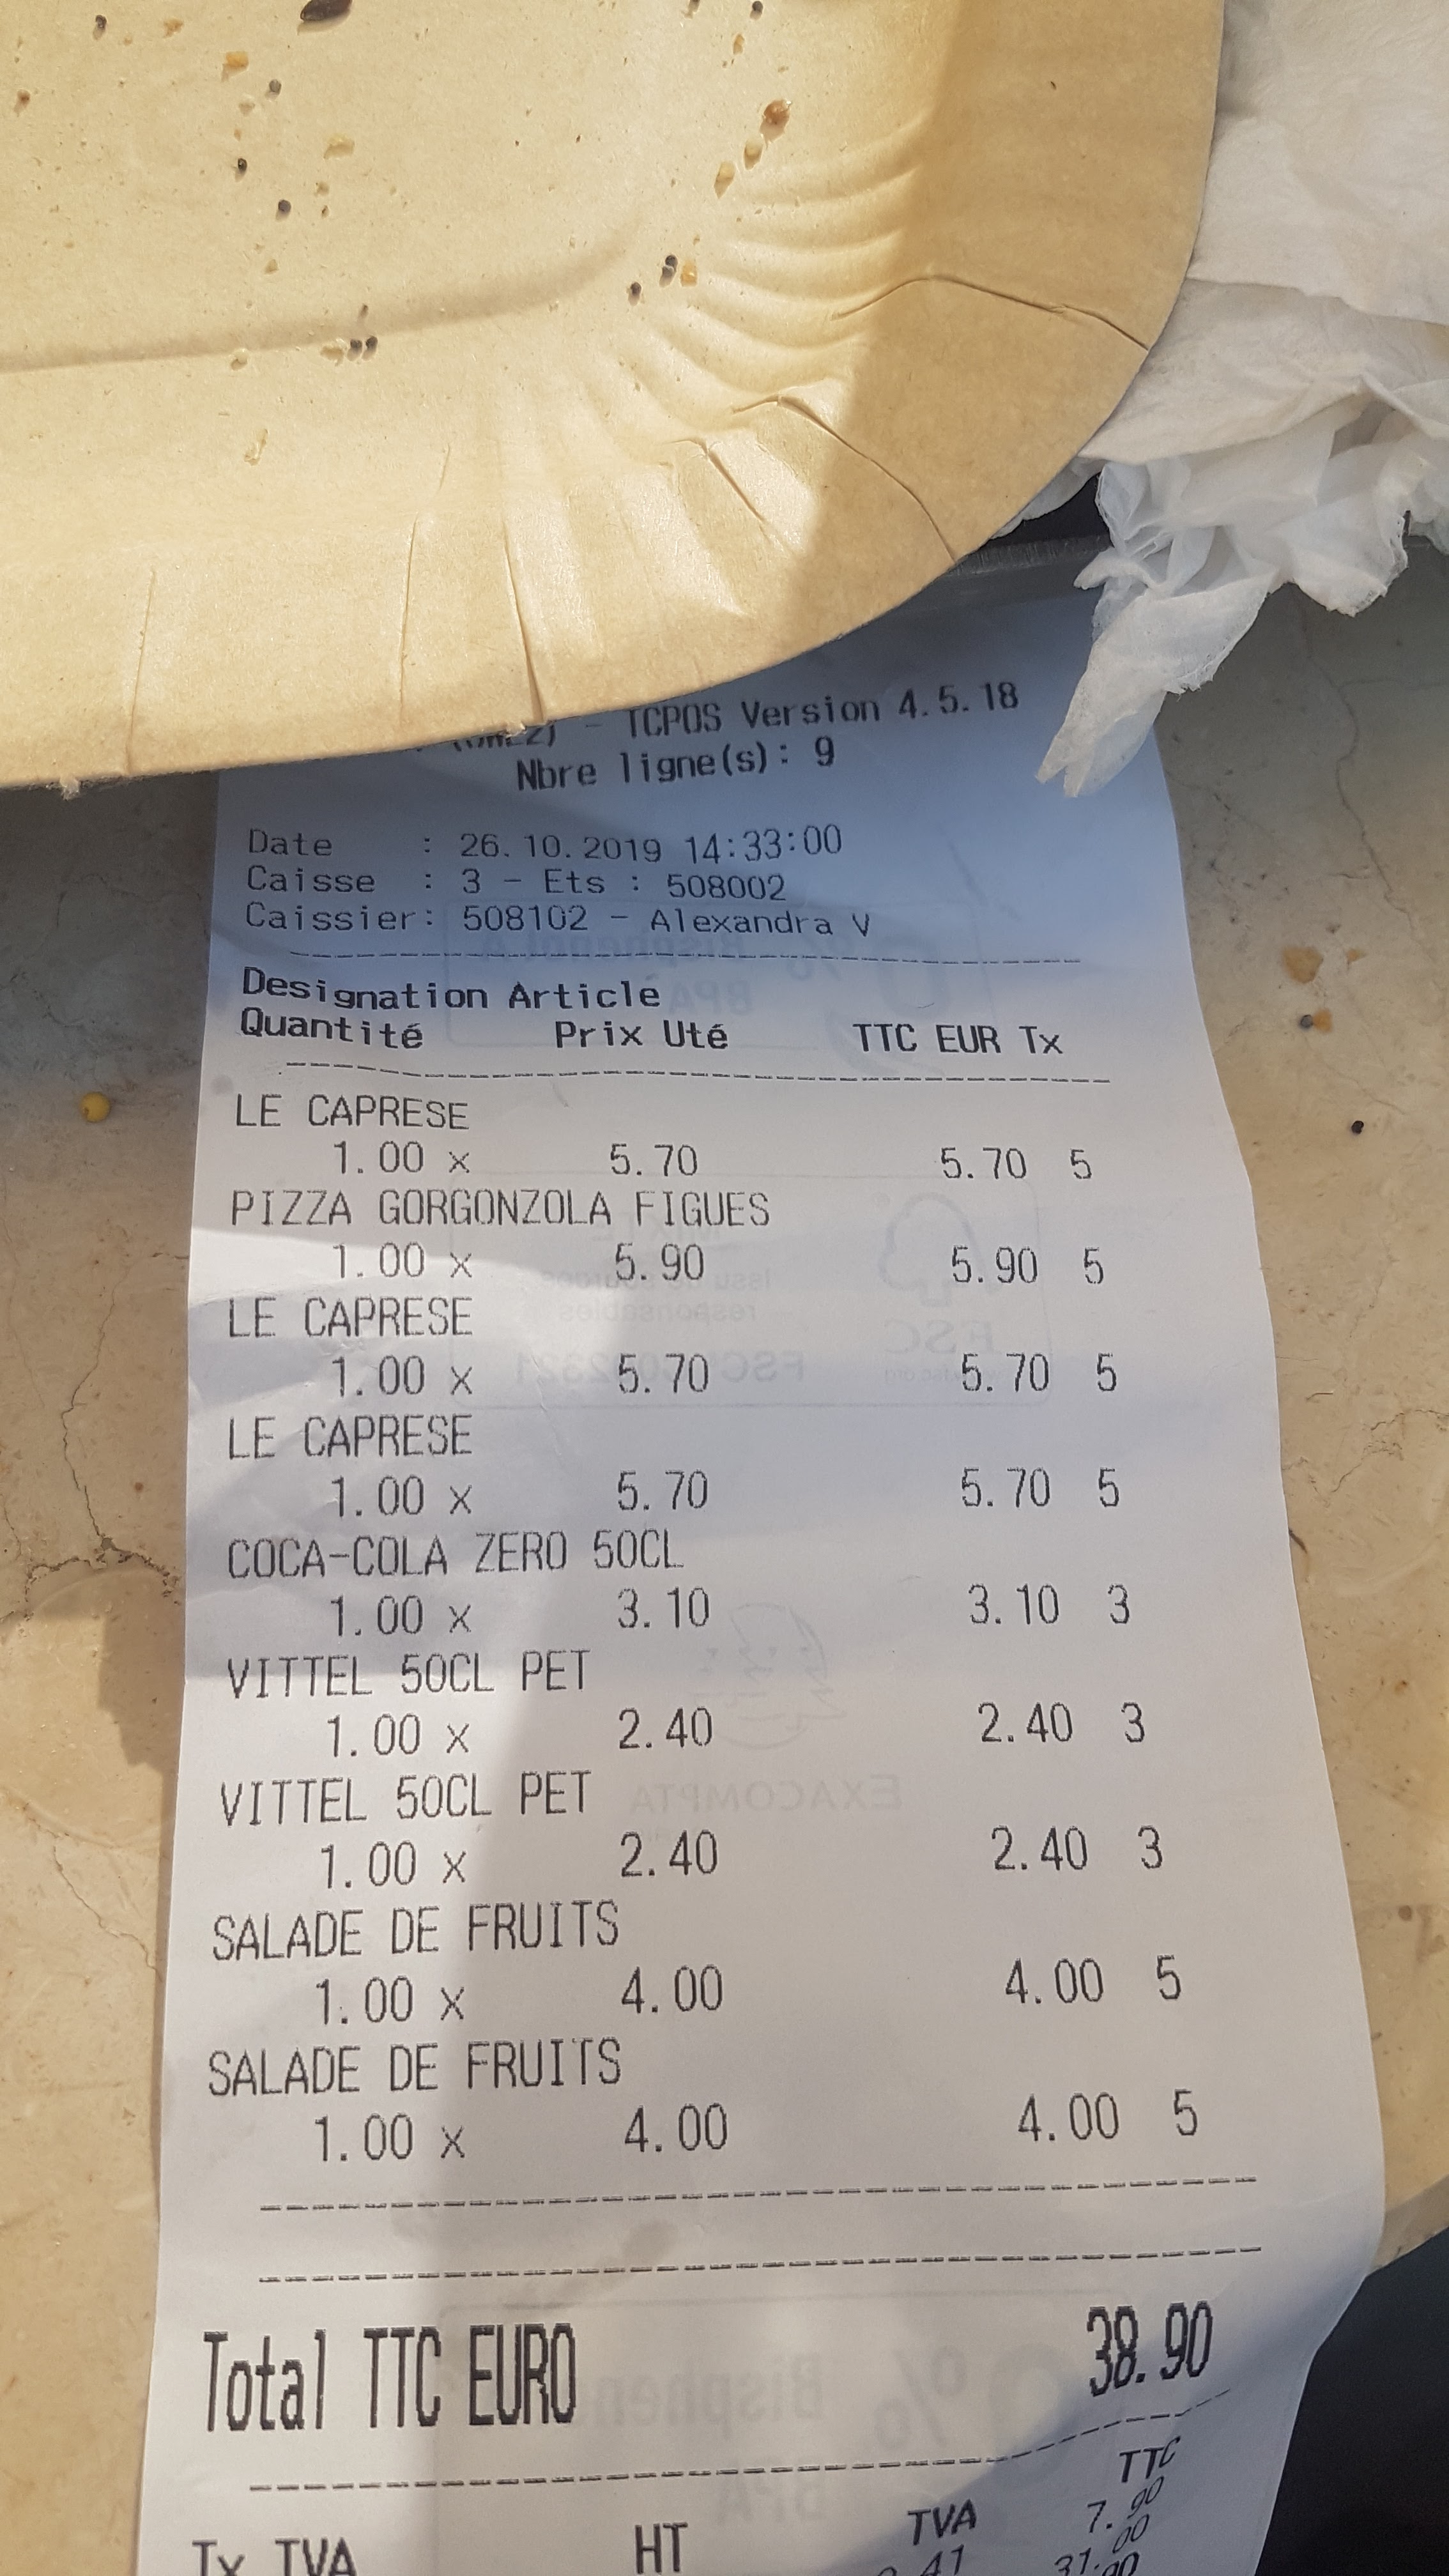 - TCPOS Version 4.5.18
Nbre ligne(s): 9
Date : 26.10.2019 14:33:00
Caisse : 3 - Ets : 508002
Caissier: 508102 - Alexandra V
Designation Article
Quantité Prix Uté TTC EUR Tx
LE CAPRESE
1.00 x 5.70 5.70 5
PIZZA GORGONZOLA FIGUES
1.00 x 5.90 5.90 5
LE CAPRESE
1.00 x 5.70 5.70 5
LE CAPRESE
1.00 x 5.70 5.70 5
COCA-COLA ZERO 50CL
1.00 x 3.10 3.10 3
VITTEL 50CL PET
1.00 x 2.40 2.40 3
VITTEL 50CL PET
1.00 x 2.40 2.40 3
SALADE DE FRUITS
1.00 x 4.00 4.00 5
SALADE DE FRUITS
1.00 x 4.00 4.00 5
Total TTC EURO 38.90
Tx TVA HT TVA TTC
7.90
31.00